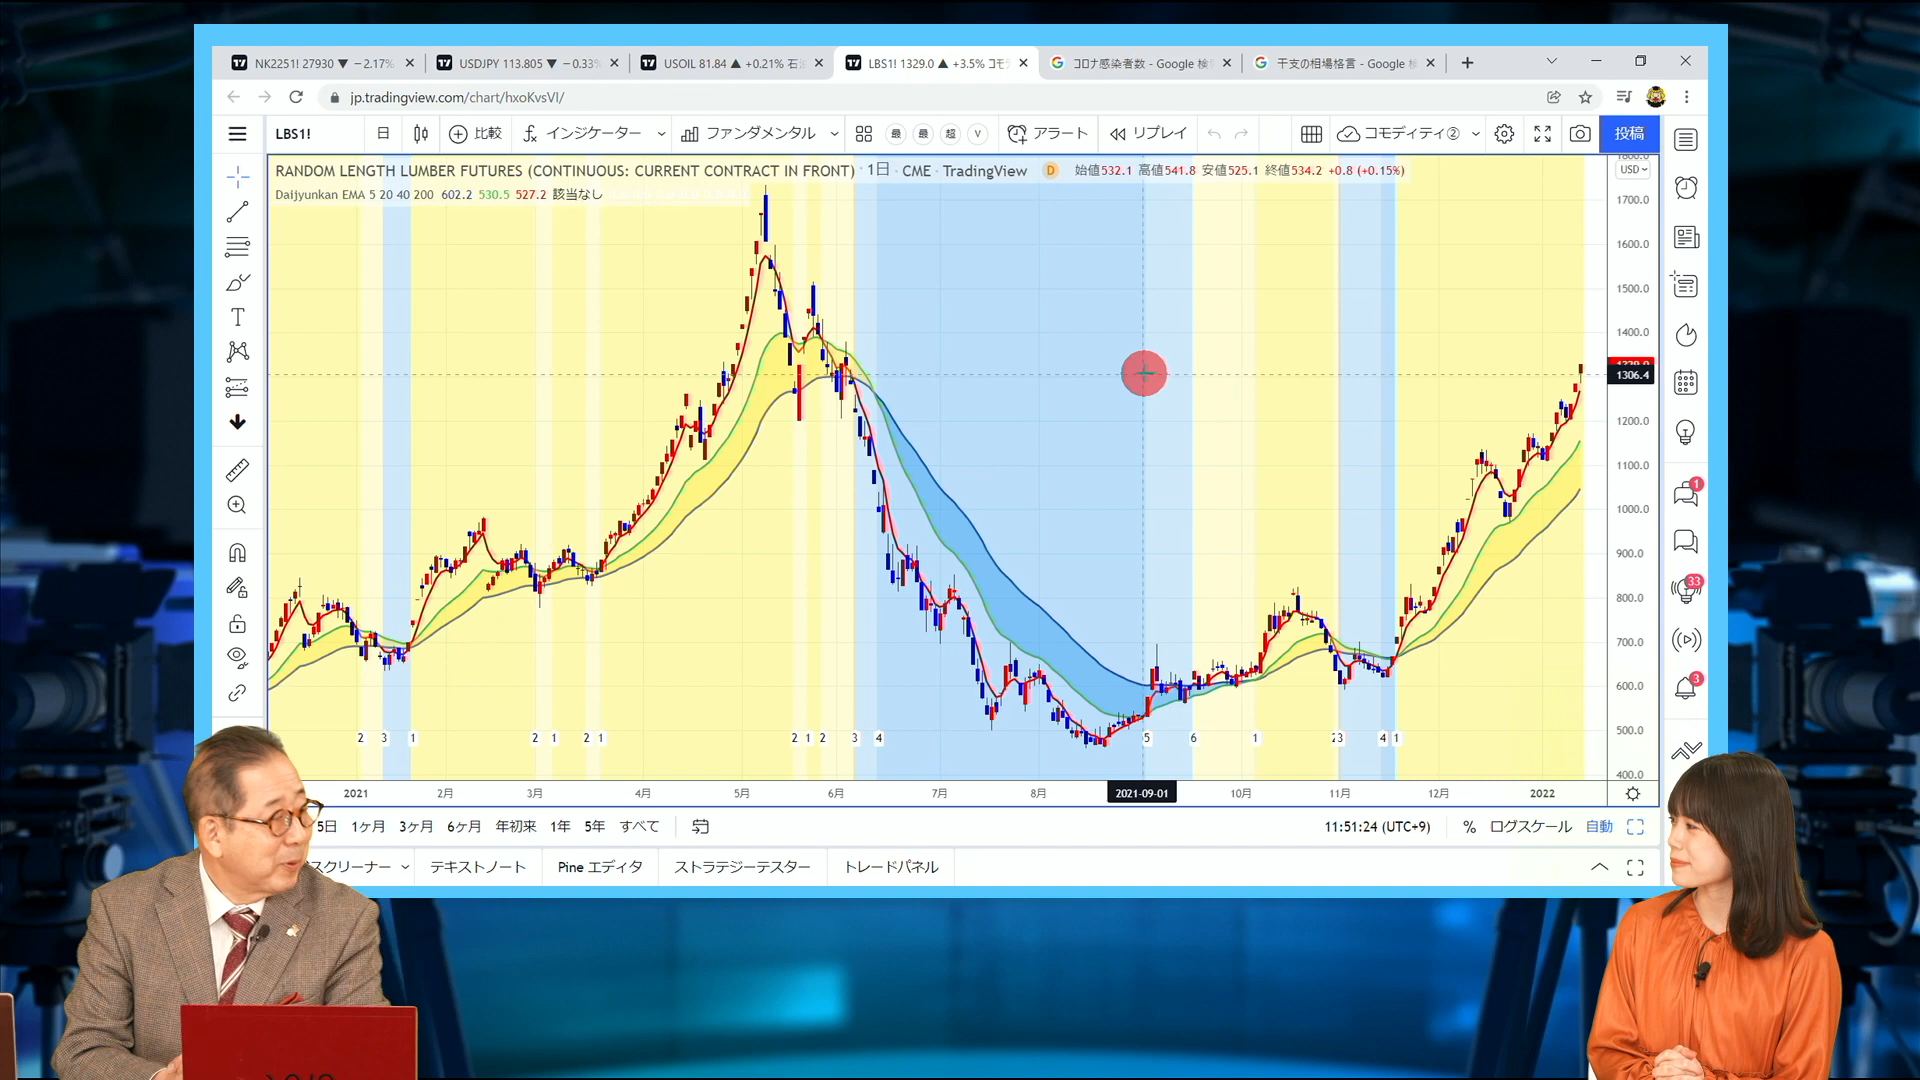 NK2251! 27930 ▼ −2.17%
USDJPY 113.805 ▼ −0.33%
USOIL 81.84 ▲ +0.21% 石油
LBS1! 1329.0 ▲ +3.5% コモデ
コロナ感染者数 - Google 検
干支の相場格言 - Google 検
jp.tradingview.com/chart/hxoKvsVI/
LBS1! 日 比較 インジケーター ファンダメンタル 最 最 超 V アラート リプレイ コモディティ② 投稿
RANDOM LENGTH LUMBER FUTURES (CONTINUOUS: CURRENT CONTRACT IN FRONT) · 1日 · CME · TradingView D 始値532.1 高値541.8 安値525.1 終値534.2 +0.8 (+0.15%)
Daijyunkan EMA 5 20 40 200 602.2 530.5 527.2 該当なし
USD
1700.0
1600.0
1500.0
1400.0
1306.4
1200.0
1100.0
1000.0
900.0
800.0
700.0
600.0
500.0
400.0
1
33
3
2 3 1 2 1 2 1 2 1 2 3 4 5 6 1 23 4 1
2021 2月 3月 4月 5月 6月 7月 8月 2021-09-01 10月 11月 12月 2022
5日 1ヶ月 3ヶ月 6ヶ月 年初来 1年 5年 すべて 11:51:24 (UTC+9) % ログスケール 自動
スクリーナー テキストノート Pine エディタ ストラテジーテスター トレードパネル